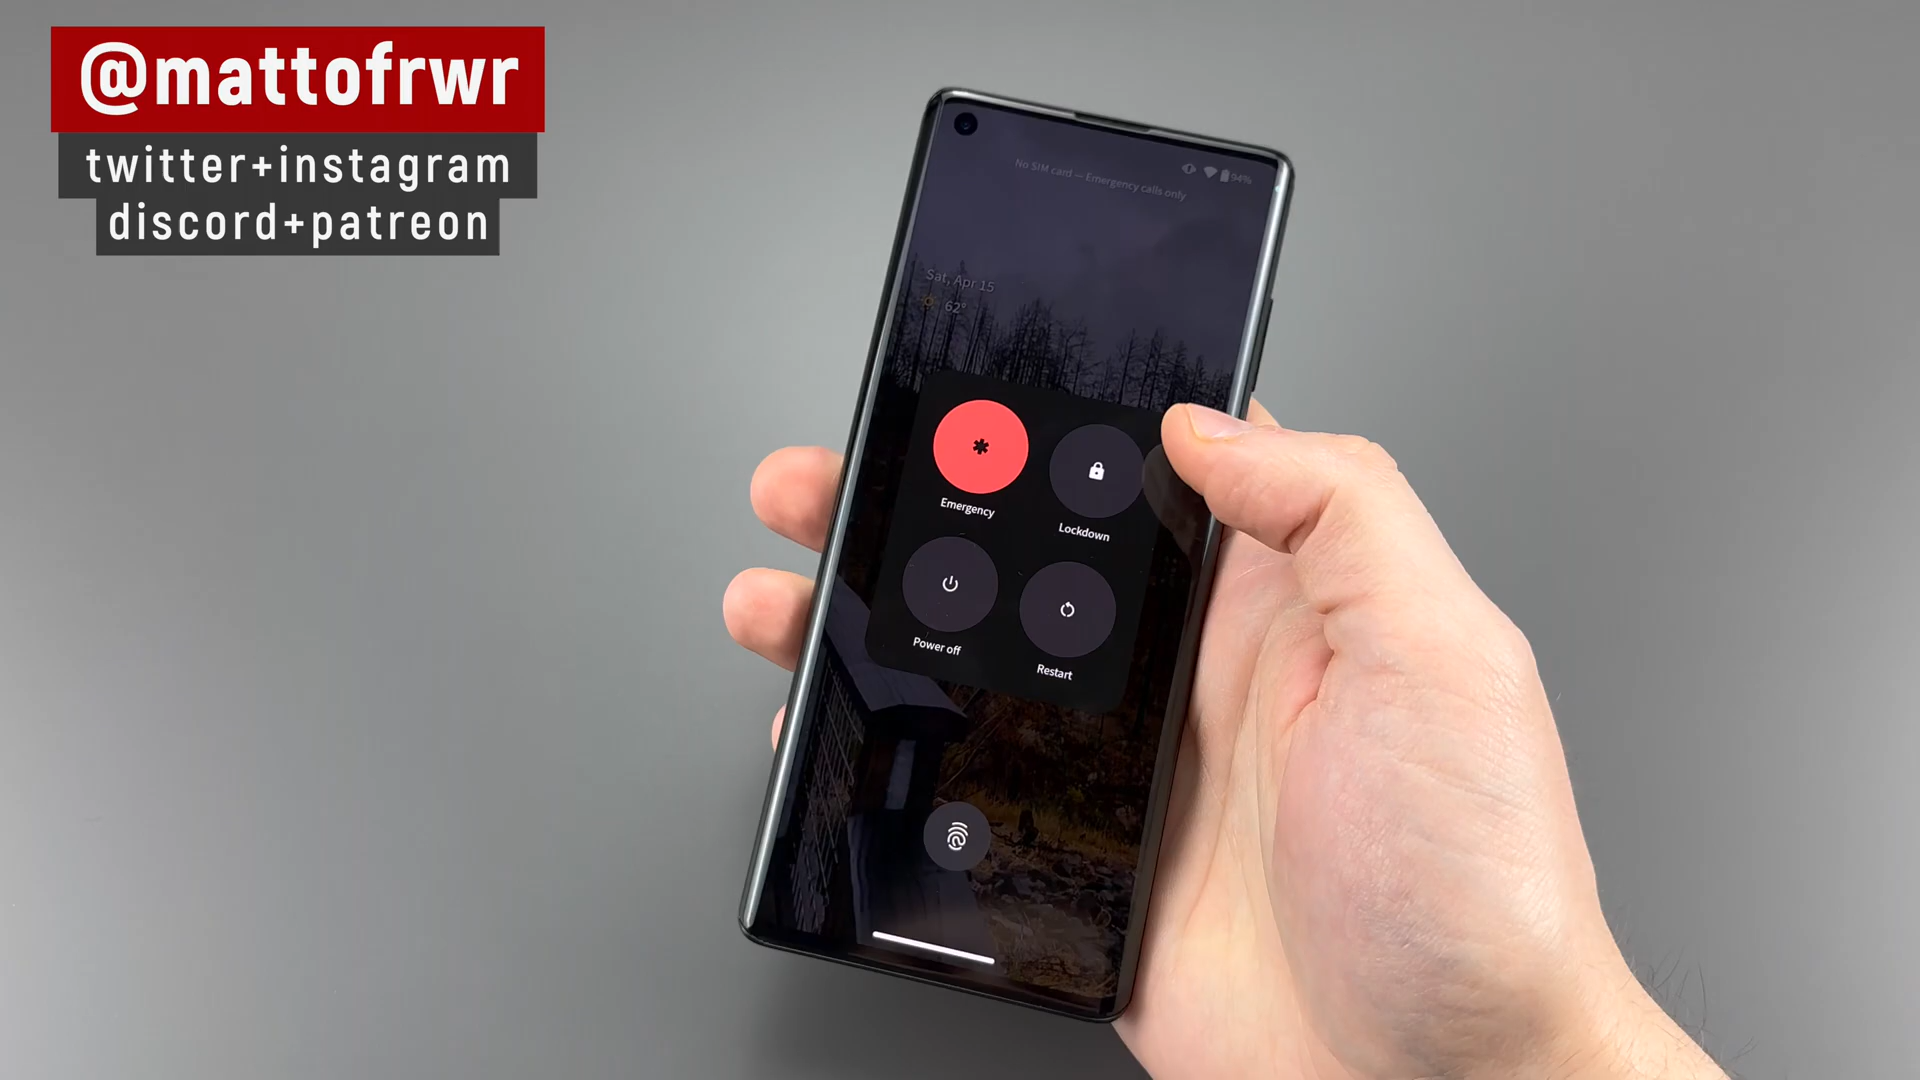 @mattofrwr
twitter+instagram
discord+patreon
94%
No SIM card — Emergency calls only
Sat, Apr 15
62°
Emergency
Lockdown
Power off
Restart